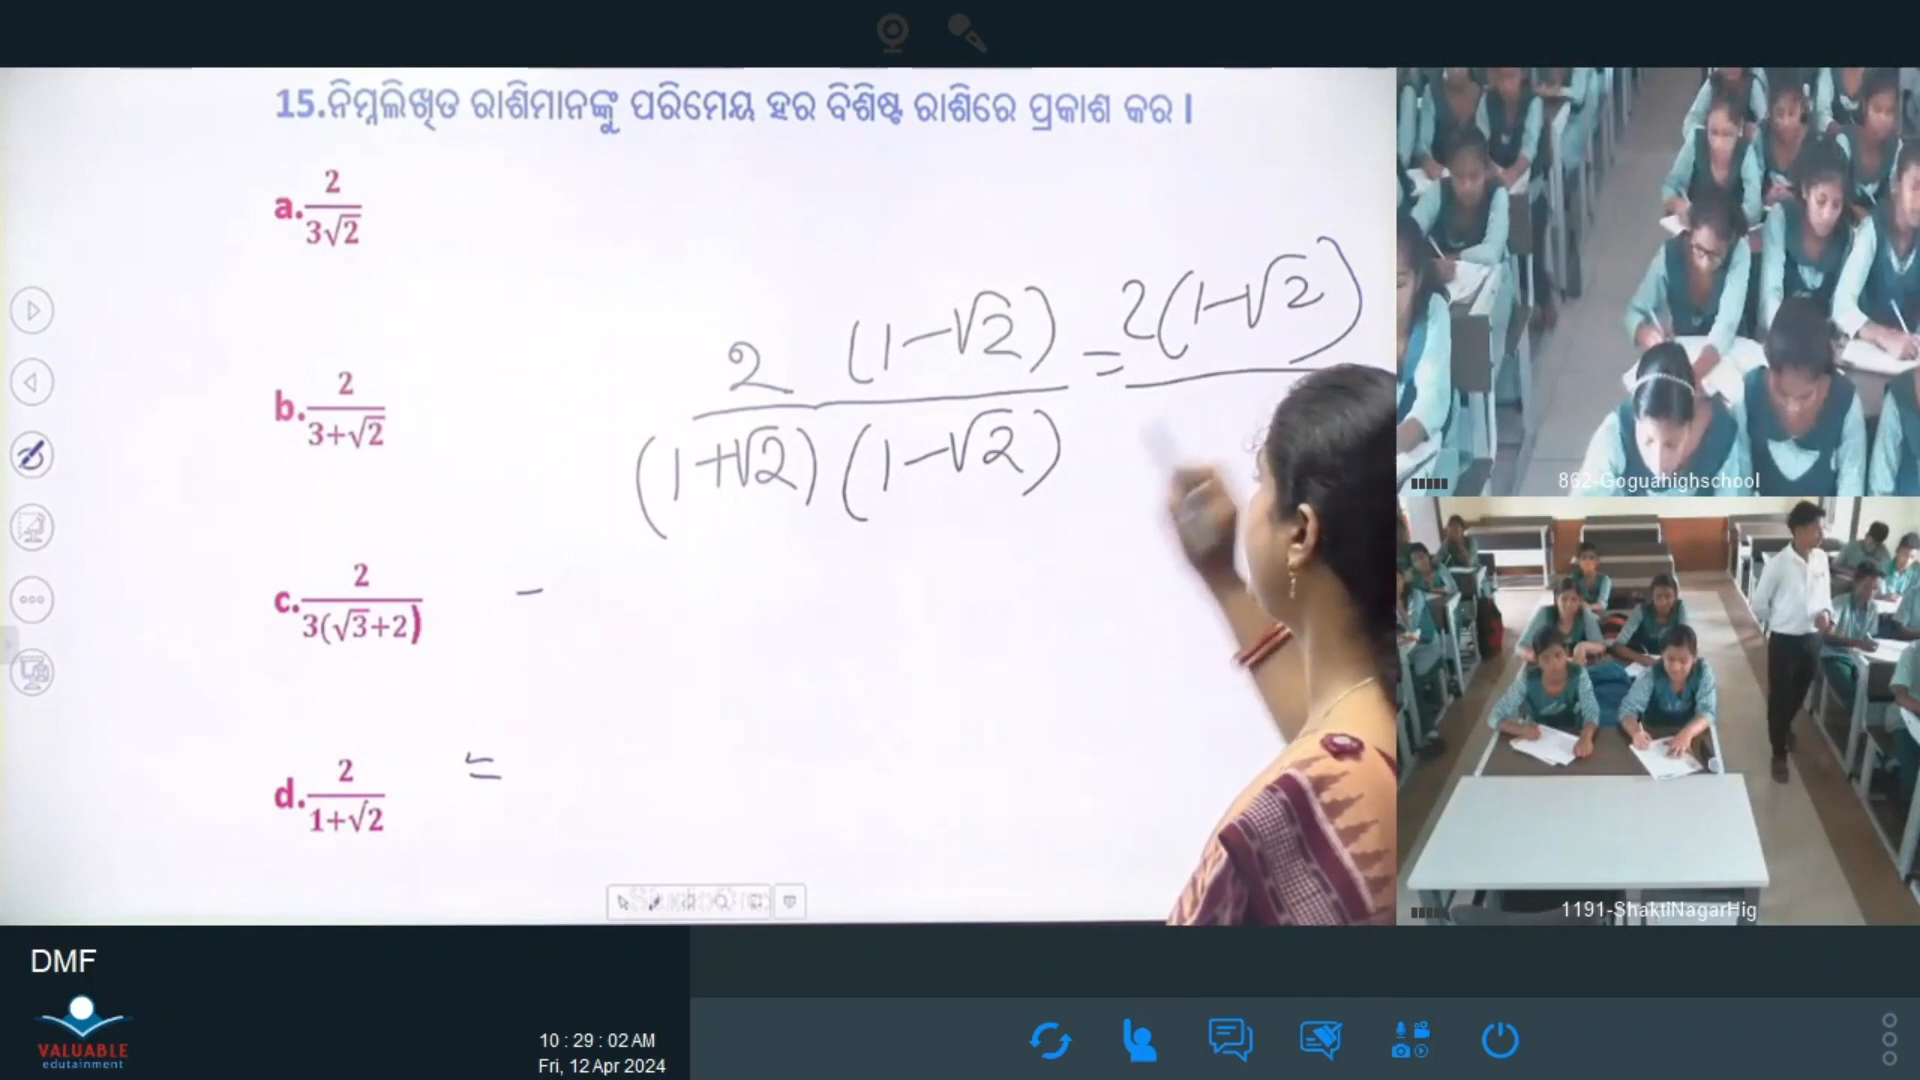 15.ନିମ୍ନଲିଖିତ ରାଶିମାନଙ୍କୁ ପରିମେୟ ହର ବିଶିଷ୍ଟ ରାଶିରେ ପ୍ରକାଶ କର ।
a. 2/3√2
b. 2/3+√2
2 (1-√2) / (1+√2) (1-√2) = 2(1-√2)
c. 2/3(√3+2) -
d. 2/1+√2 =
862-Goguahighschool
1191-ShaktiNagarHig
DMF
VALUABLE
edutainment
10 : 29 : 02 AM
Fri, 12 Apr 2024